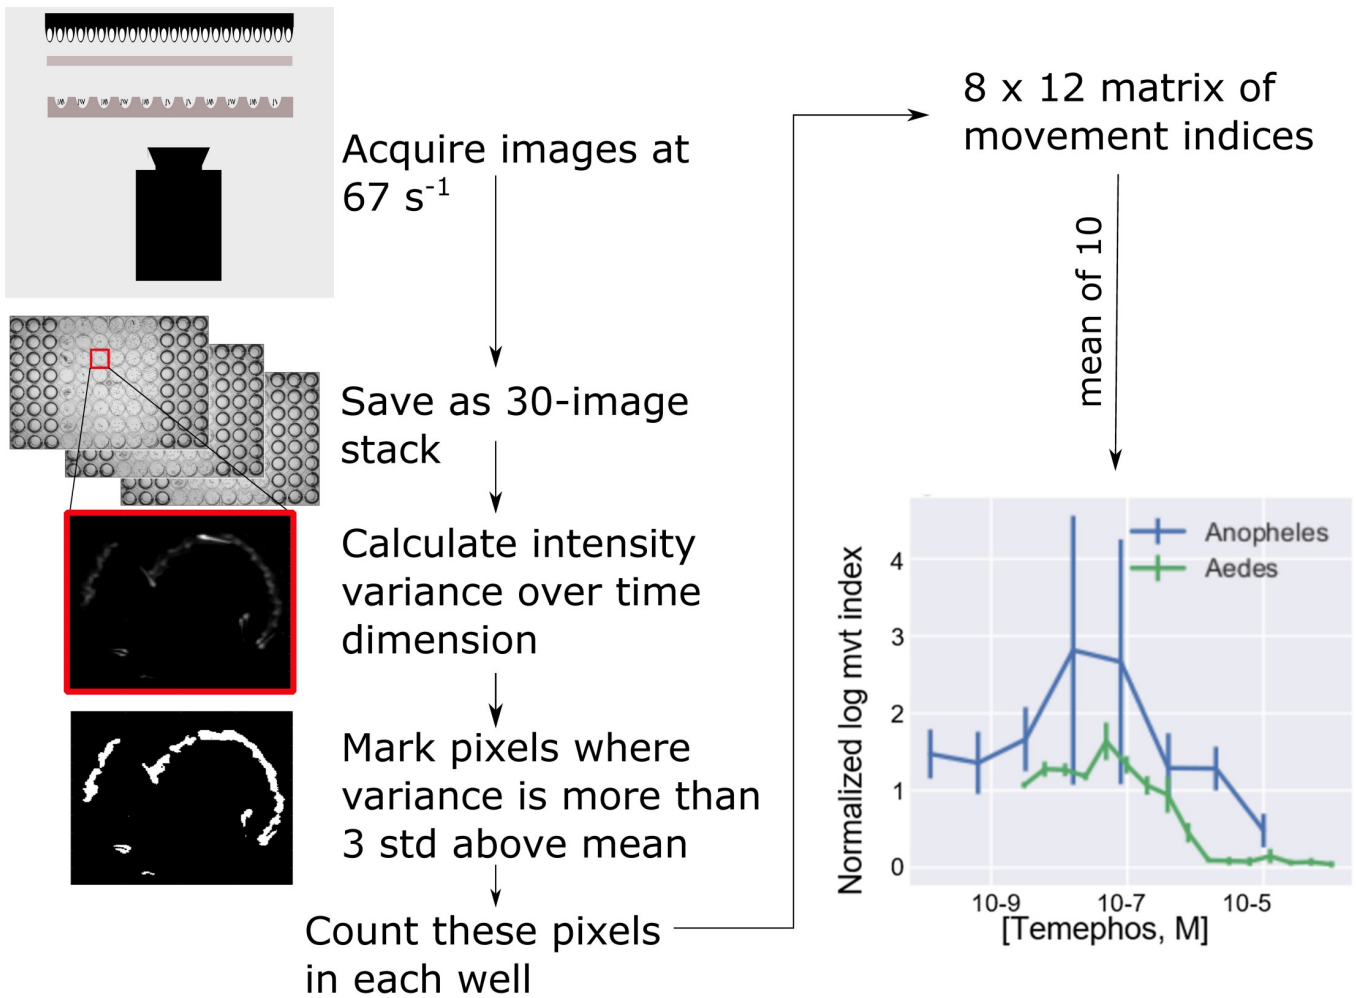 Acquire images at
67 s⁻¹
Save as 30-image
stack
Calculate intensity
variance over time
dimension
Mark pixels where
variance is more than
3 std above mean
Count these pixels
in each well
8 x 12 matrix of
movement indices
mean of 10
Normalized log mvt index
4
3
2
1
0
Anopheles
Aedes
10-9
10-7
10-5
[Temephos, M]